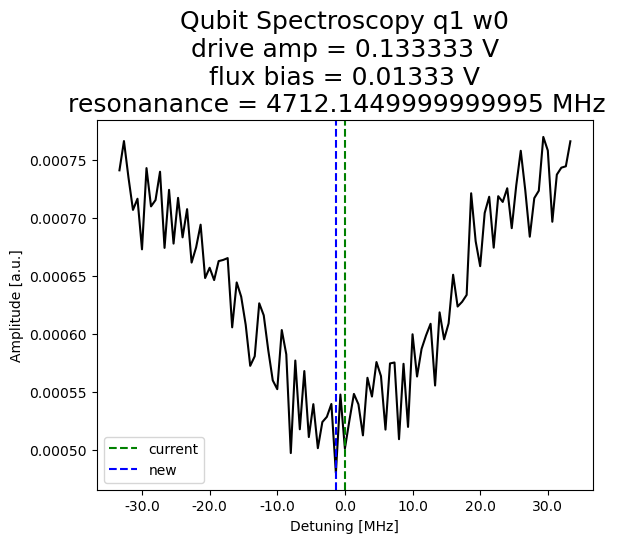 Qubit Spectroscopy q1 w0
drive amp = 0.133333 V
flux bias = 0.01333 V
resonanance = 4712.1449999999995 MHz
Amplitude [a.u.]
0.00075
0.00070
0.00065
0.00060
0.00055
0.00050
current
new
-30.0 -20.0 -10.0 0.0 10.0 20.0 30.0
Detuning [MHz]